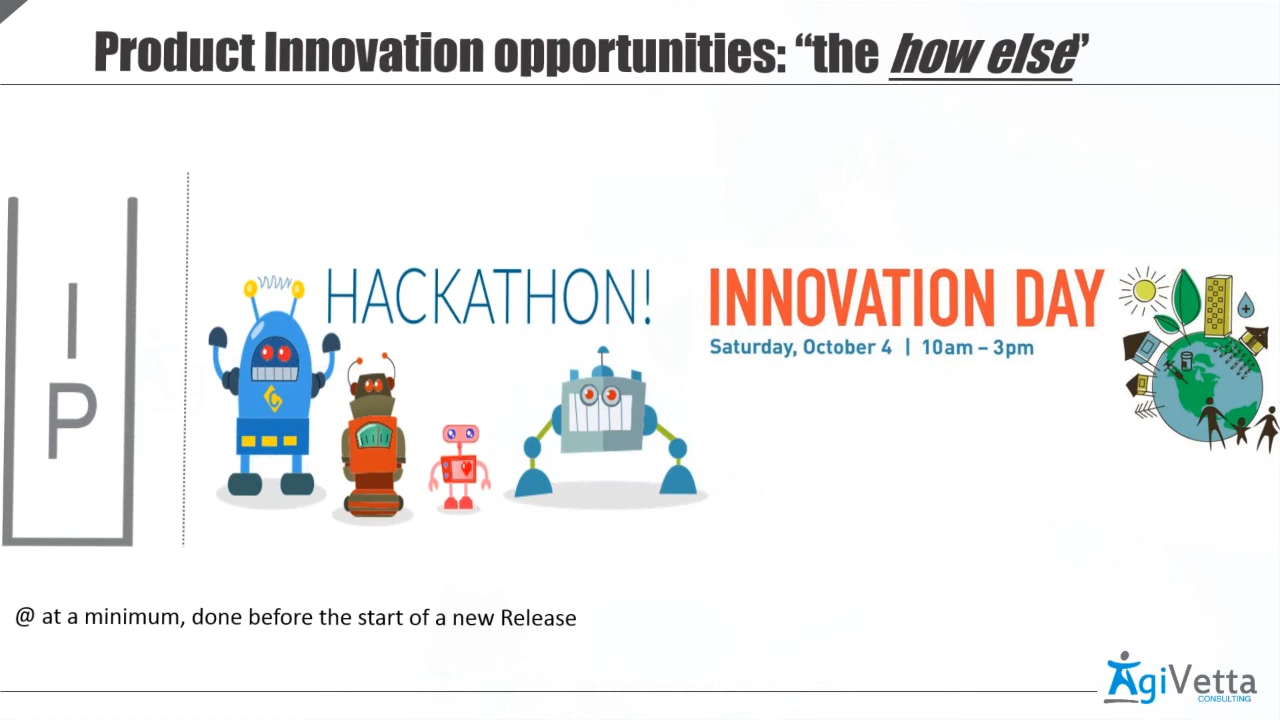 Product Innovation opportunities: “the how else’’
I
P
HACKATHON!
INNOVATION DAY
Saturday, October 4 | 10am – 3pm
@ at a minimum, done before the start of a new Release
AgiVetta
CONSULTING